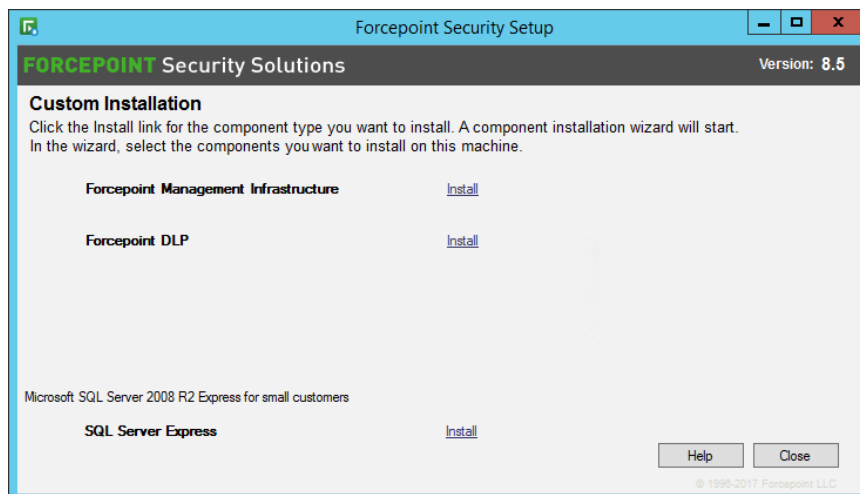 Forcepoint Security Setup
FORCEPOINT Security Solutions
Version: 8.5
Custom Installation
Click the Install link for the component type you want to install. A component installation wizard will start.
In the wizard, select the components you want to install on this machine.
Forcepoint Management Infrastructure Install
Forcepoint DLP Install
Microsoft SQL Server 2008 R2 Express for small customers
SQL Server Express Install
Help Close
© 1996-2017 Forcepoint LLC